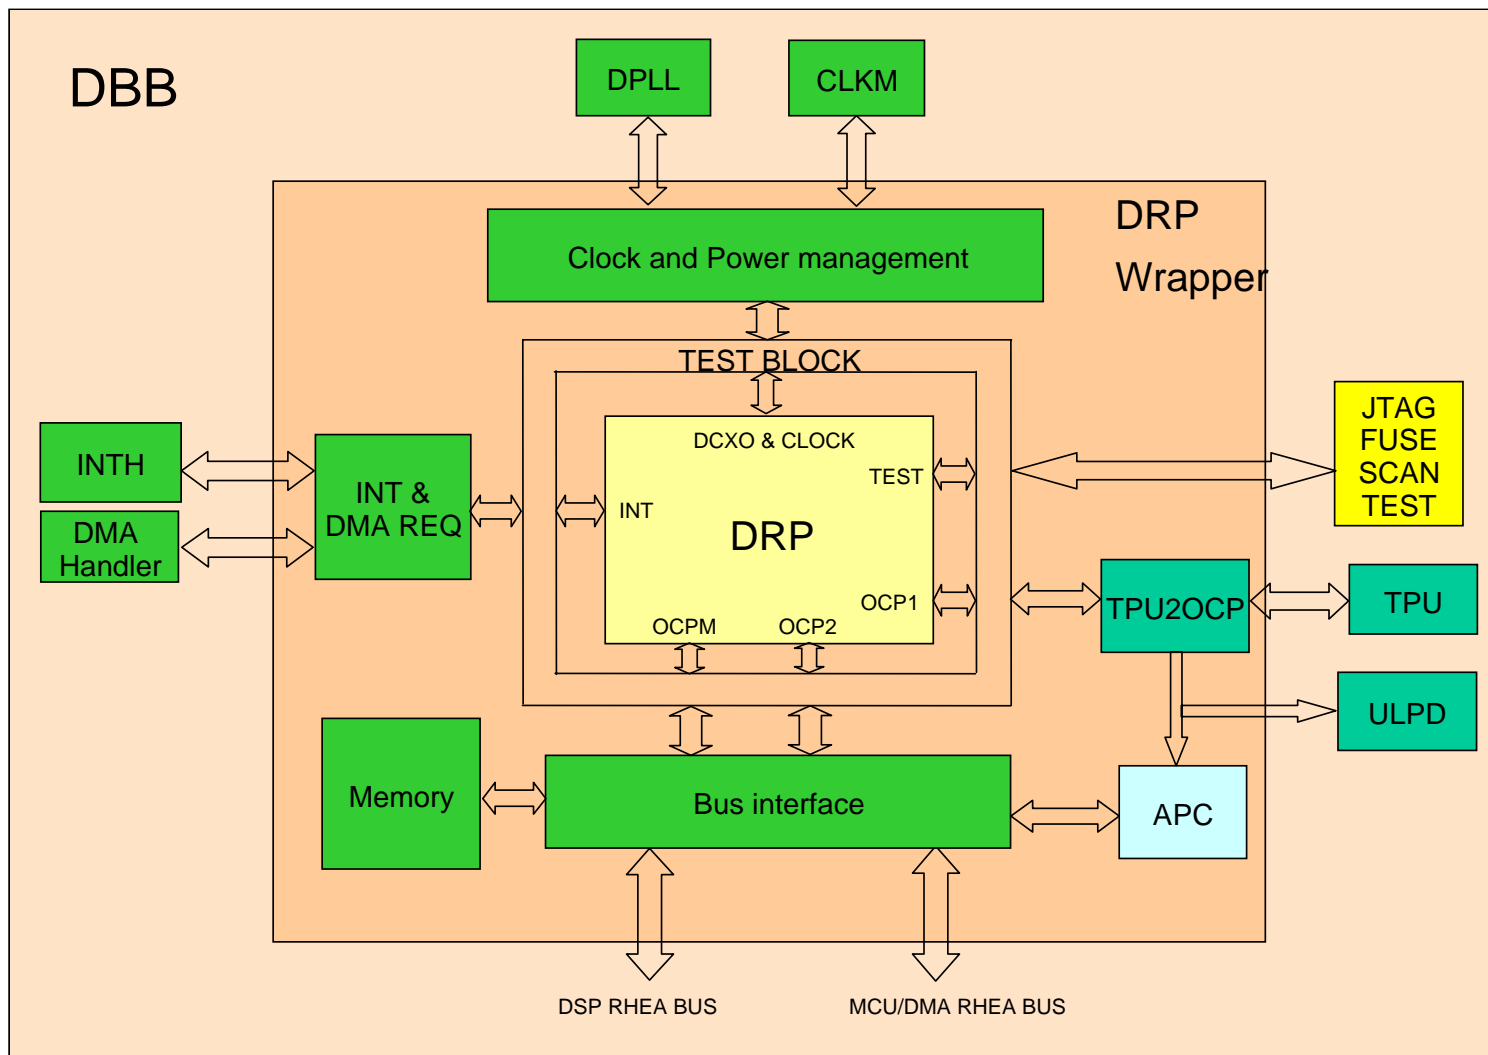 DBB
DPLL
CLKM
DRP
Wrapper
Clock and Power management
TEST BLOCK
DCXO & CLOCK
TEST
INT
DRP
OCP1
OCPM
OCP2
INTH
DMA
Handler
INT &
DMA REQ
JTAG
FUSE
SCAN
TEST
TPU2OCP
TPU
ULPD
Memory
Bus interface
APC
DSP RHEA BUS
MCU/DMA RHEA BUS